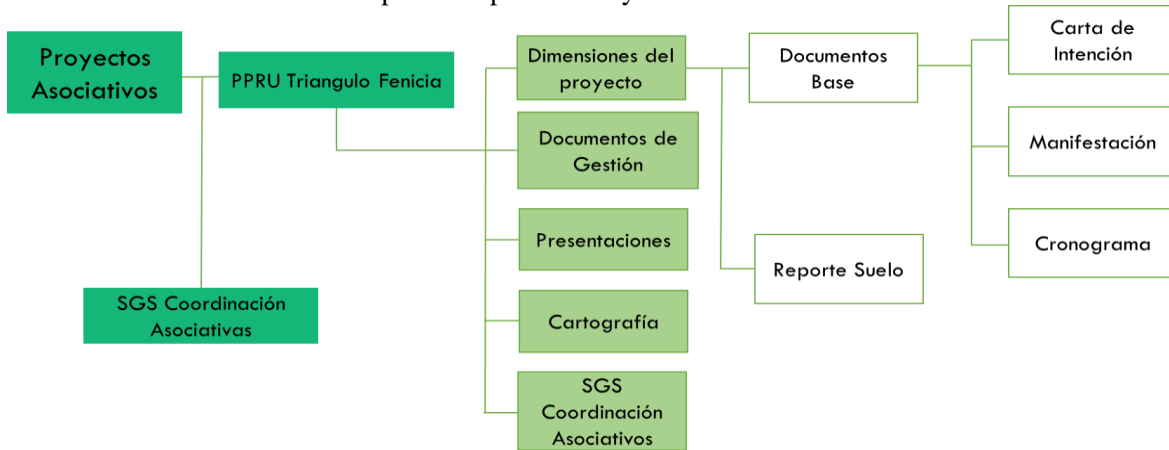 Proyectos
Asociativos
PPRU Triangulo Fenicia
SGS Coordinación
Asociativas
Dimensiones del
proyecto
Documentos de
Gestión
Presentaciones
Cartografía
SGS
Coordinación
Asociativos
Documentos
Base
Reporte Suelo
Carta de
Intención
Manifestación
Cronograma